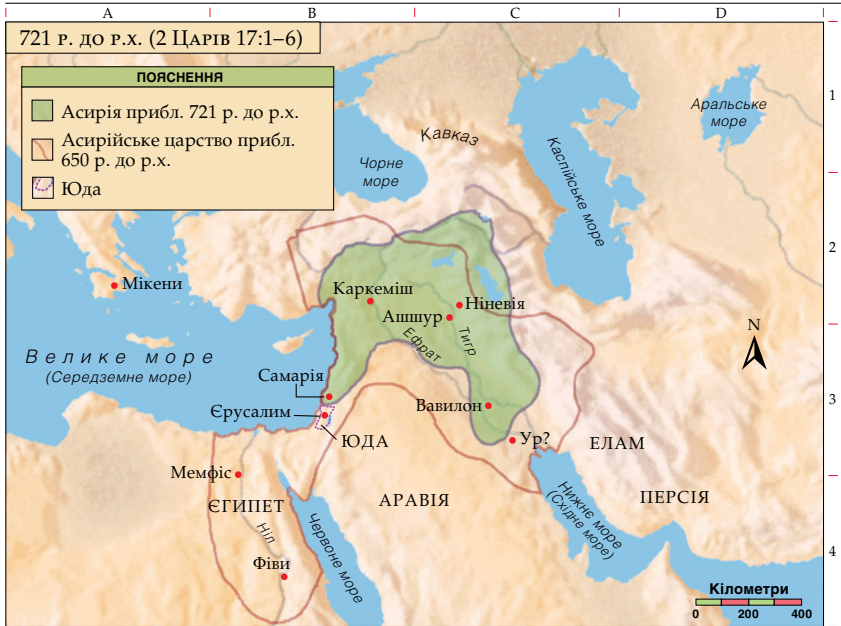 A B C D
721 р. до р.х. (2 Царів 17:1–6)
ПОЯСНЕННЯ
Асирія прибл. 721 р. до р.х.
Асирійське царство прибл.
650 р. до р.х.
Юда
1
Аральське
море
Кавказ
Чорне
море
Каспійське море
2
Мікени
Каркеміш
Ніневія
Ашшур
Тигр
Ефрат
N
Велике море
(Середземне море)
Самарія
Єрусалим
ЮДА
Вавилон
3
Ур?
ЕЛАМ
Мемфіс
ЄГИПЕТ
АРАВІЯ
ПЕРСІЯ
Нижнє море
(Східне море)
Ніл
Червоне море
4
Фіви
Кілометри
0 200 400